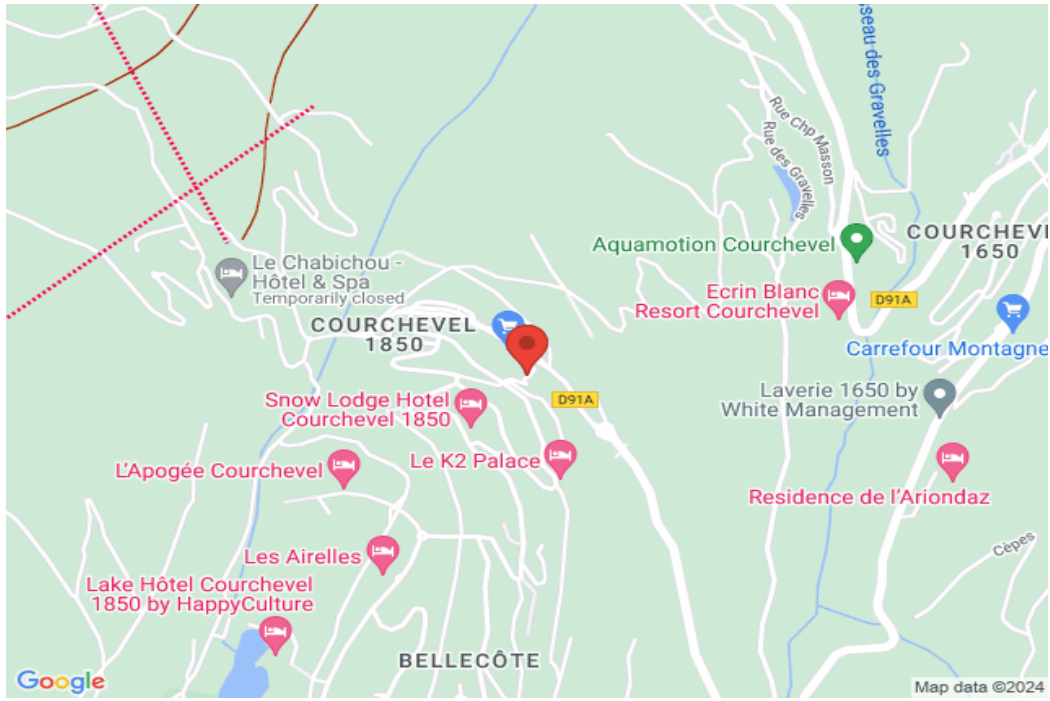 sseau des Gravelles
Rue Chp Masson
Rue des Gravelles
Aquamotion Courchevel
COURCHEVE
1650
Le Chabichou -
Hôtel & Spa
Temporarily closed
Ecrin Blanc
Resort Courchevel
D91A
COURCHEVEL
1850
Carrefour Montagne
Snow Lodge Hotel
Courchevel 1850
D91A
Laverie 1650 by
White Management
L'Apogée Courchevel
Le K2 Palace
Residence de l'Ariondaz
Les Airelles
Cèpes
Lake Hôtel Courchevel
1850 by HappyCulture
BELLECÔTE
Google
Map data ©2024